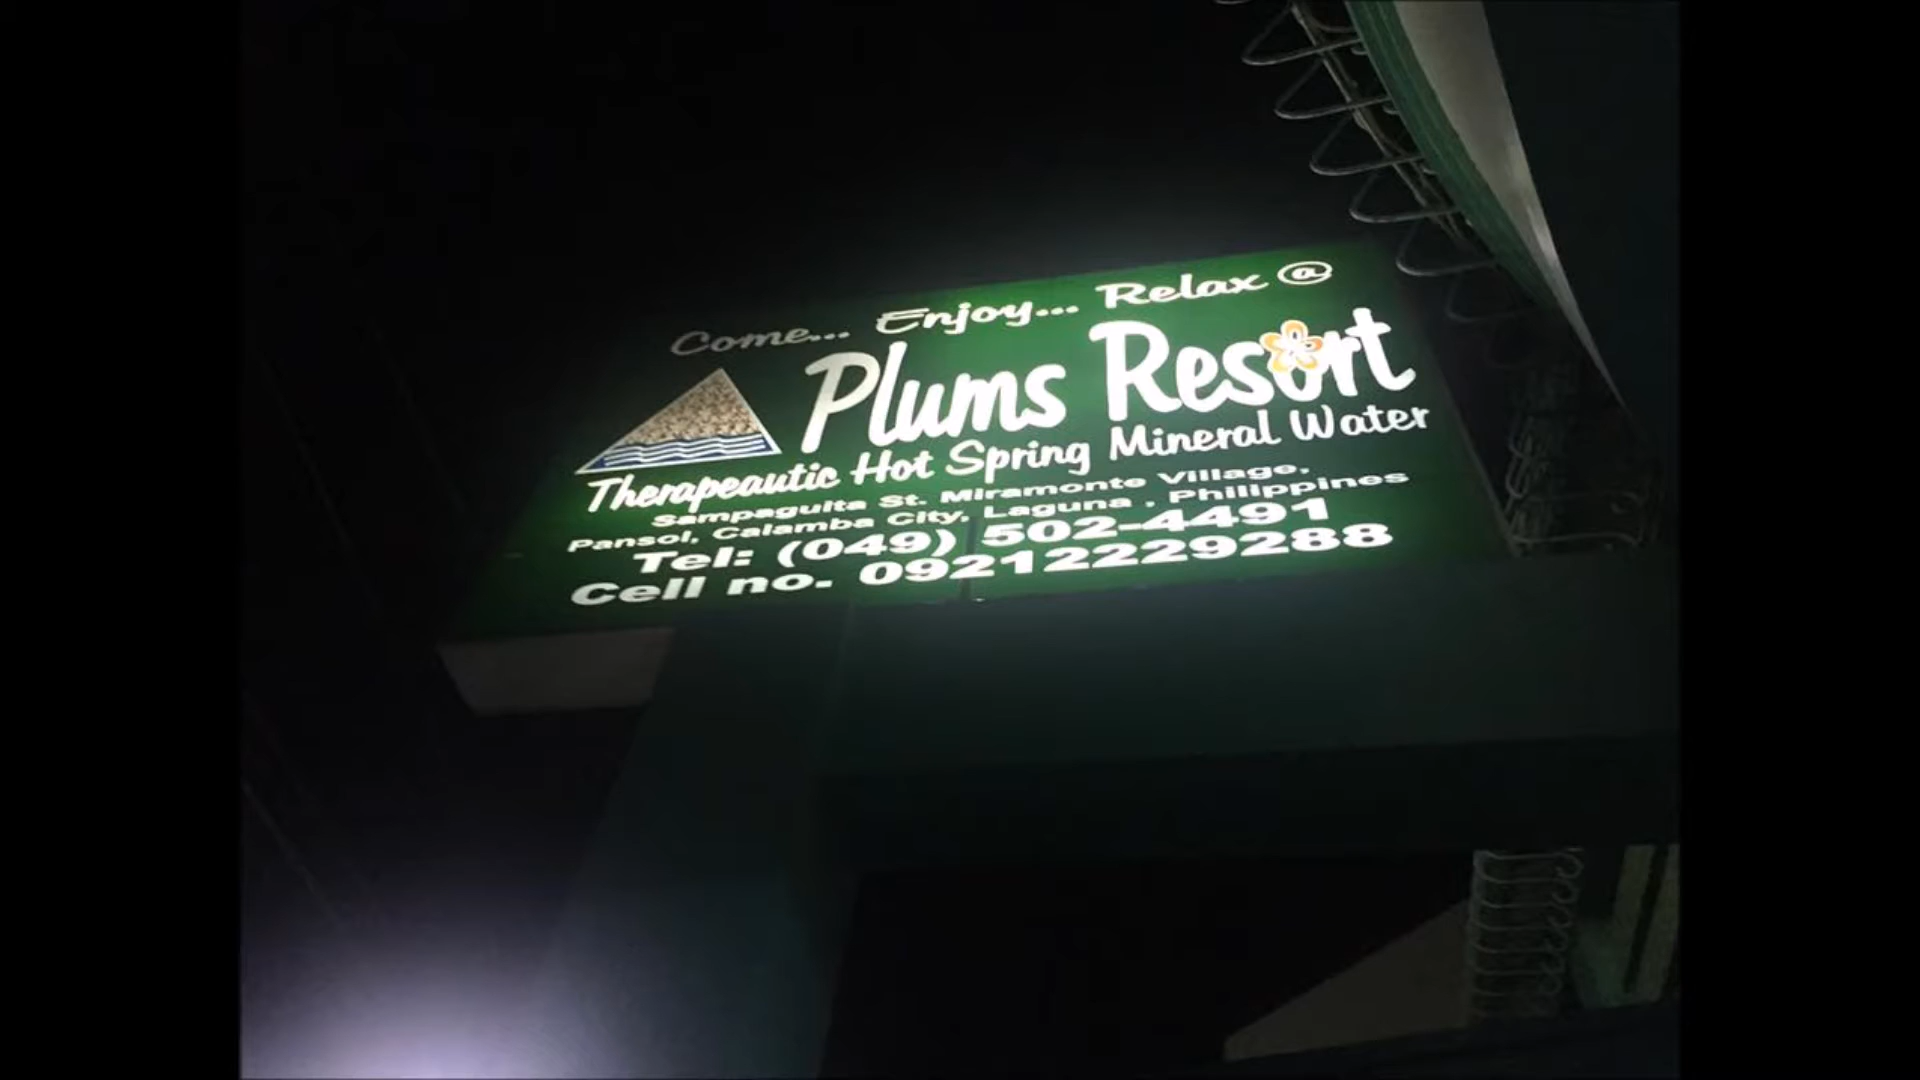 Come... Enjoy... Relax @
Plums Resort
Therapeautic Hot Spring Mineral Water
Sampaguita St. Miramonte Village,
Pansol, Calamba City, Laguna , Philippines
Tel: (049) 502-4491
Cell no. 09212229288